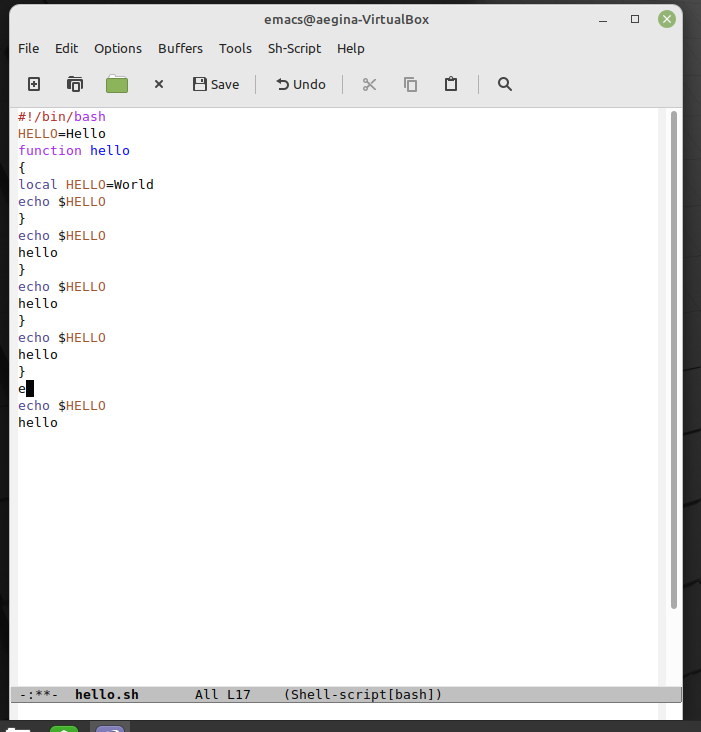 emacs@aegina-VirtualBox
File Edit Options Buffers Tools Sh-Script Help
Save Undo
#!/bin/bash
HELLO=Hello
function hello
{
local HELLO=World
echo $HELLO
}
echo $HELLO
hello
}
echo $HELLO
hello
}
echo $HELLO
hello
}
e
echo $HELLO
hello
-:**- hello.sh All L17 (Shell-script[bash])